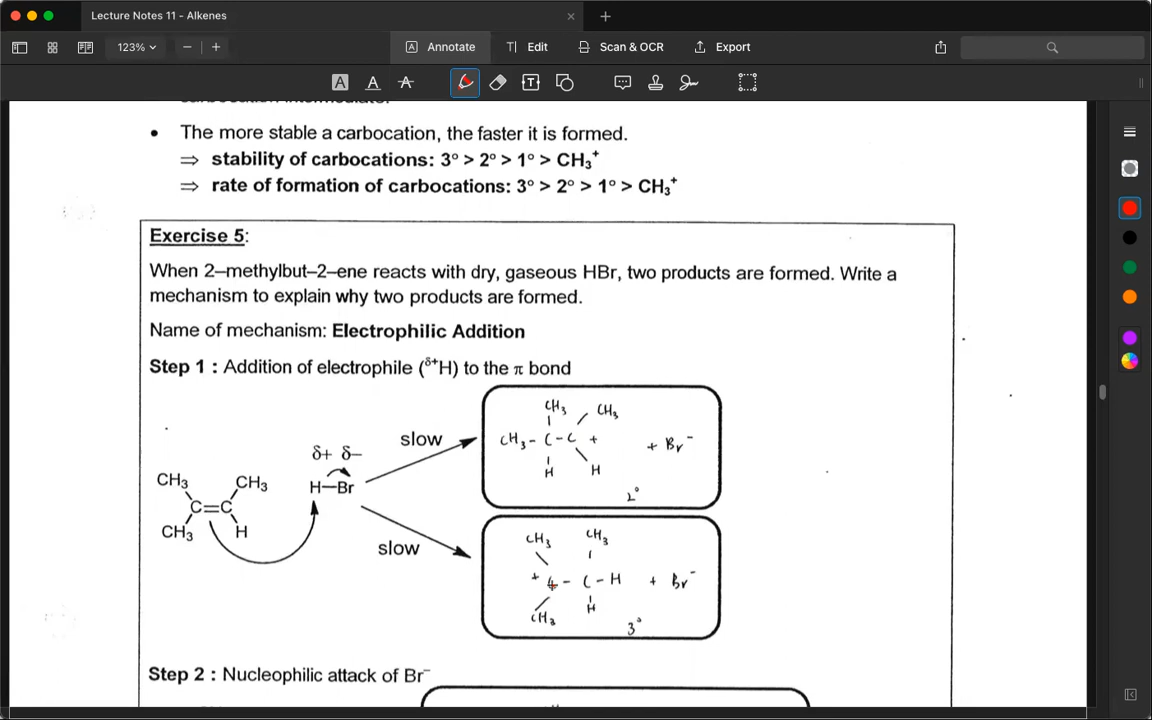 Lecture Notes 11 - Alkenes
123%
Annotate
Edit
Scan & OCR
Export
carbocation intermediate.
• The more stable a carbocation, the faster it is formed.
⇒ stability of carbocations: 3° > 2° > 1° > CH₃⁺
⇒ rate of formation of carbocations: 3° > 2° > 1° > CH₃⁺
Exercise 5:
When 2–methylbut–2–ene reacts with dry, gaseous HBr, two products are formed. Write a
mechanism to explain why two products are formed.
Name of mechanism: Electrophilic Addition
Step 1 : Addition of electrophile (δ+H) to the π bond
CH₃ CH₃
slow CH₃ - C - C + + Br⁻
H H
2°
δ+ δ–
CH₃ CH₃ H—Br
C=C
CH₃ H
slow
CH₃ CH₃
+ C - C - H + Br⁻
CH₃ H
3°
Step 2 : Nucleophilic attack of Br⁻